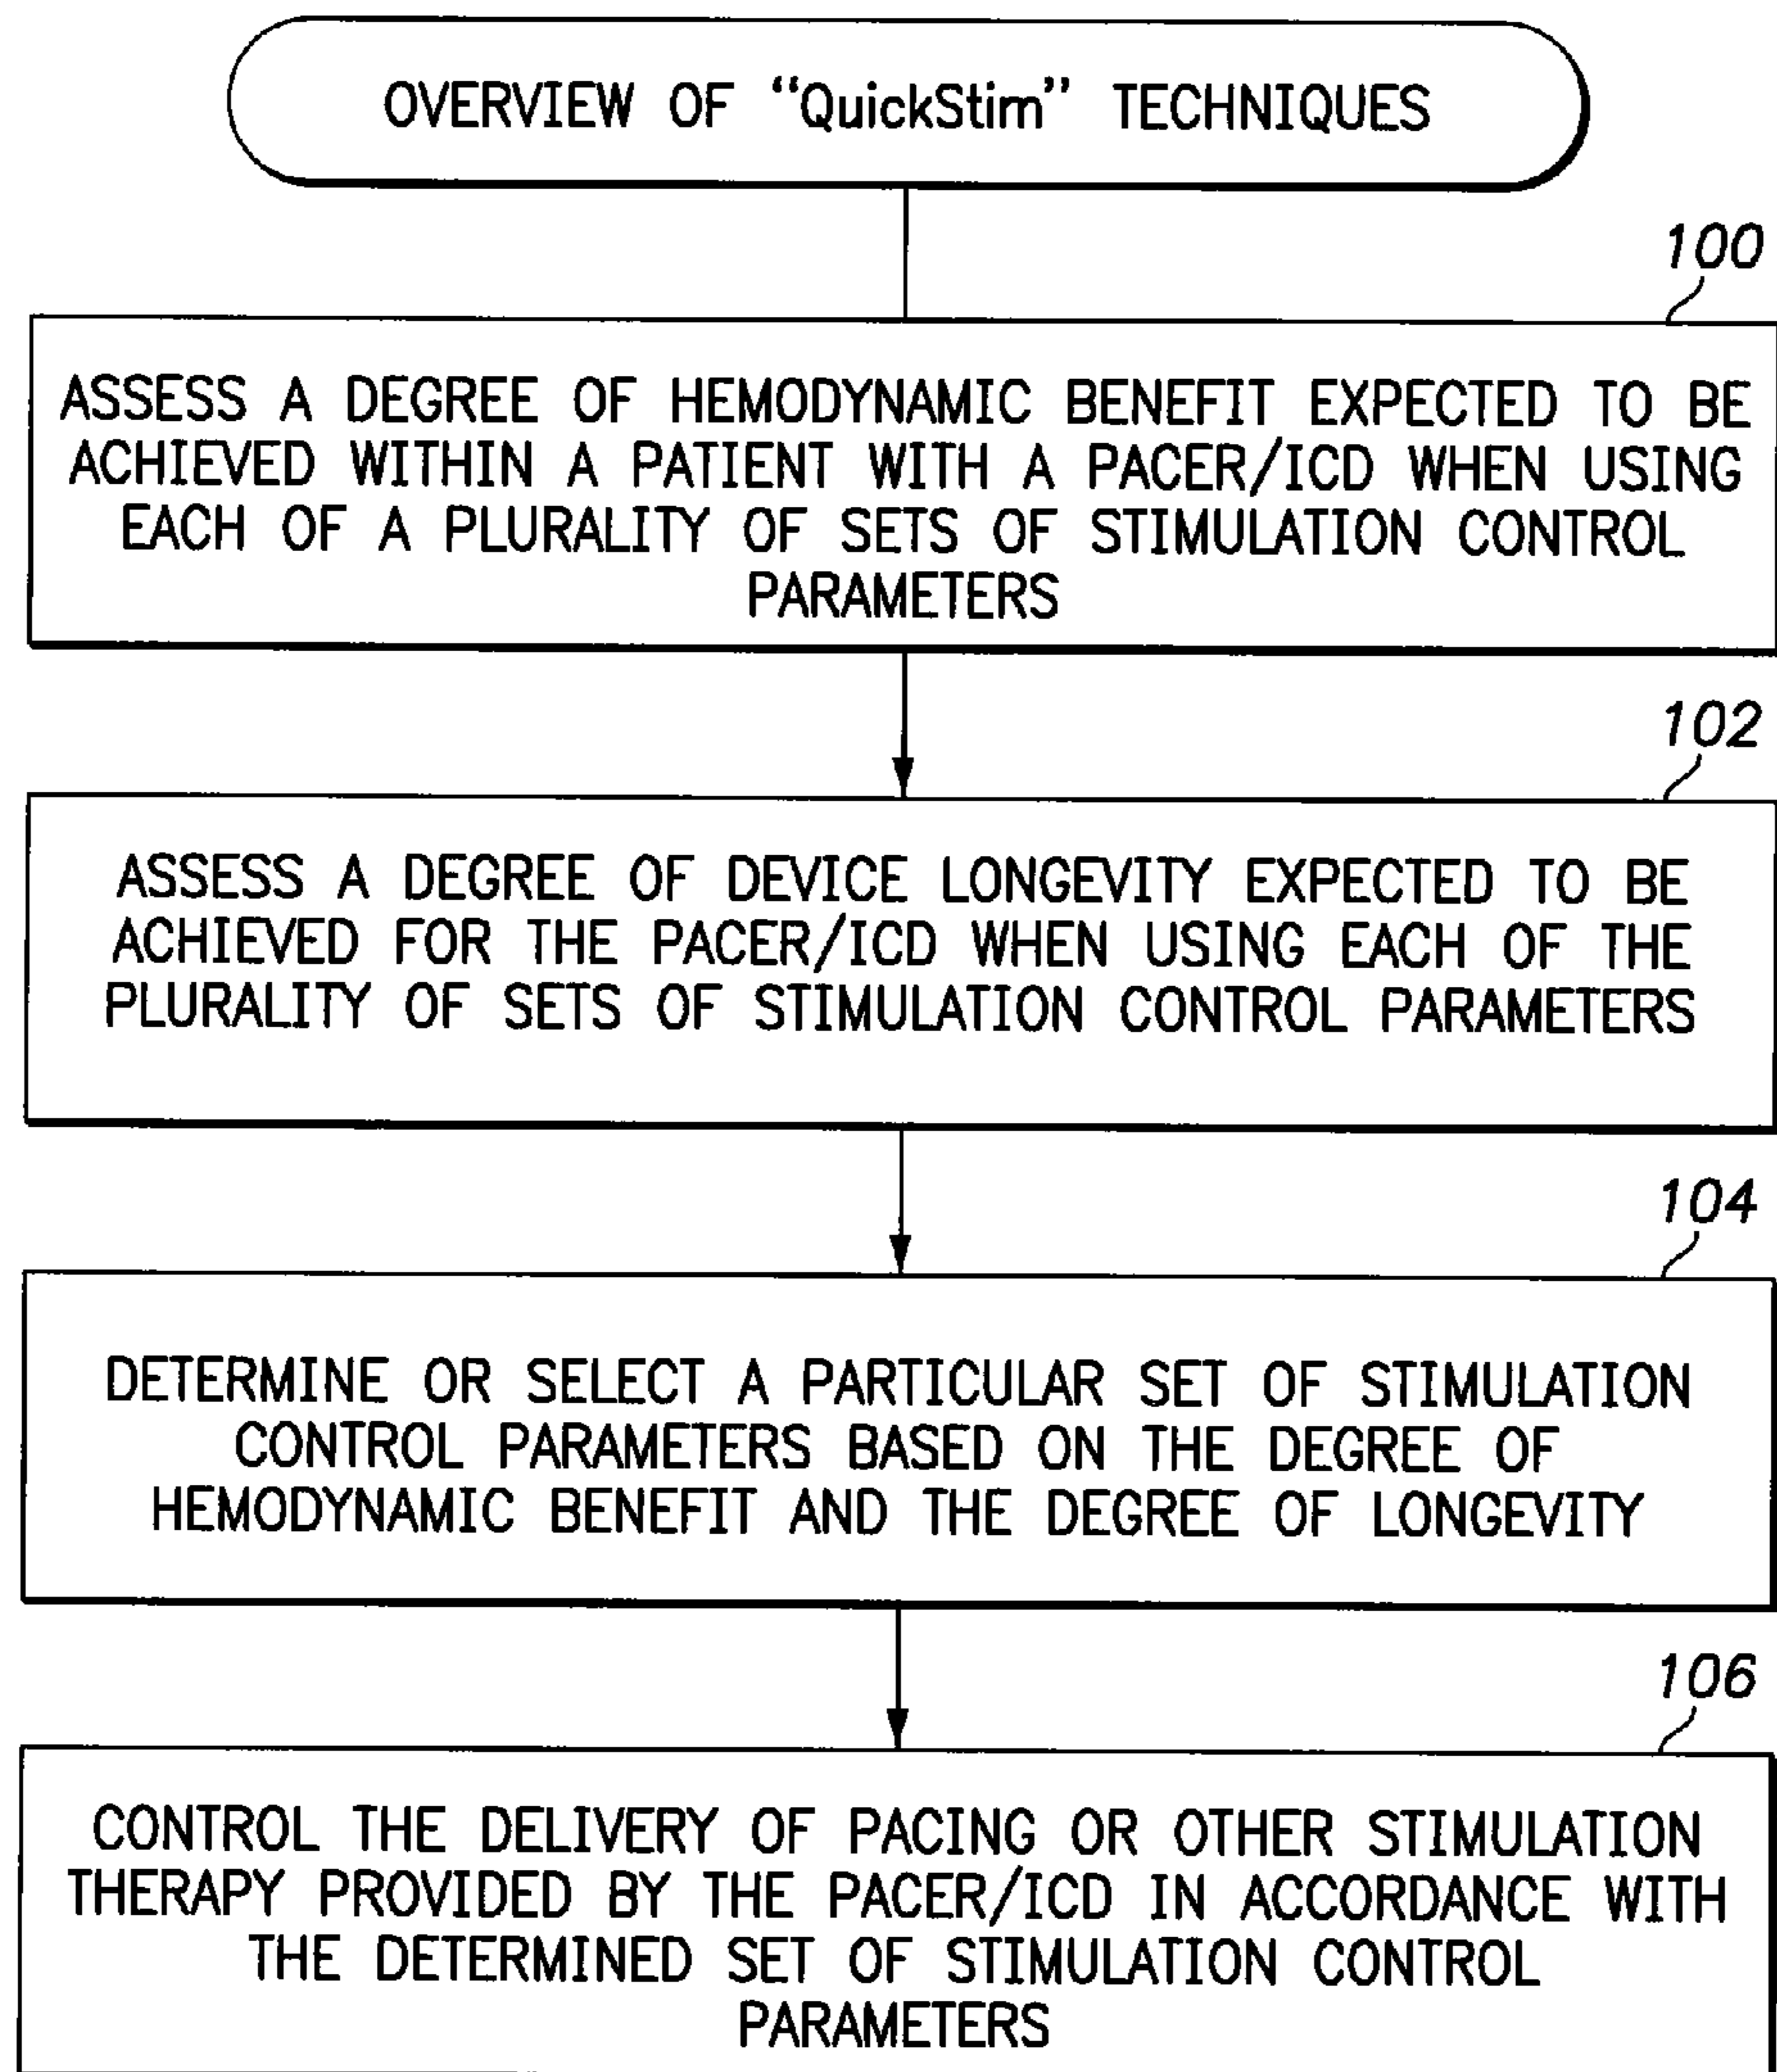 OVERVIEW OF “QuickStim” TECHNIQUES
100
ASSESS A DEGREE OF HEMODYNAMIC BENEFIT EXPECTED TO BE
ACHIEVED WITHIN A PATIENT WITH A PACER/ICD WHEN USING
EACH OF A PLURALITY OF SETS OF STIMULATION CONTROL
PARAMETERS
102
ASSESS A DEGREE OF DEVICE LONGEVITY EXPECTED TO BE
ACHIEVED FOR THE PACER/ICD WHEN USING EACH OF THE
PLURALITY OF SETS OF STIMULATION CONTROL PARAMETERS
104
DETERMINE OR SELECT A PARTICULAR SET OF STIMULATION
CONTROL PARAMETERS BASED ON THE DEGREE OF
HEMODYNAMIC BENEFIT AND THE DEGREE OF LONGEVITY
106
CONTROL THE DELIVERY OF PACING OR OTHER STIMULATION
THERAPY PROVIDED BY THE PACER/ICD IN ACCORDANCE WITH
THE DETERMINED SET OF STIMULATION CONTROL
PARAMETERS